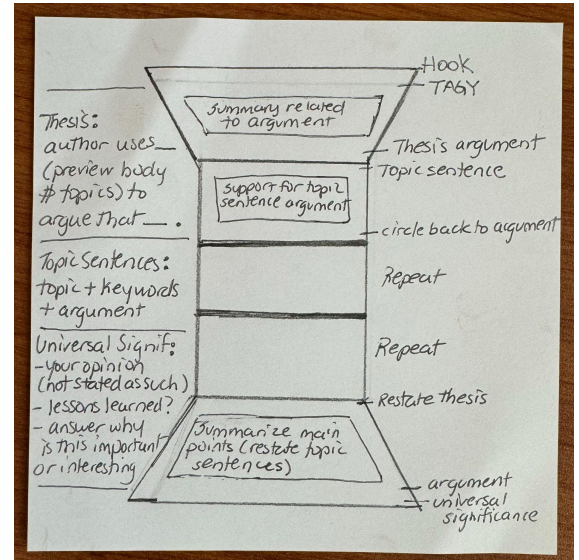 Hook
TAGY
Summary related
to argument
Thesis argument
Topic sentence
support for topic
sentence argument
circle back to argument
Repeat
Repeat
Restate thesis
Summarize main
points (restate topic
sentences)
argument
universal
significance
Thesis:
author uses__
(preview body
# topics) to
argue that __ .
Topic Sentences:
topic + keywords
+ argument
Universal Signif:
-your opinion
(not stated as such)
- lessons learned?
- answer why
is this important
or interesting